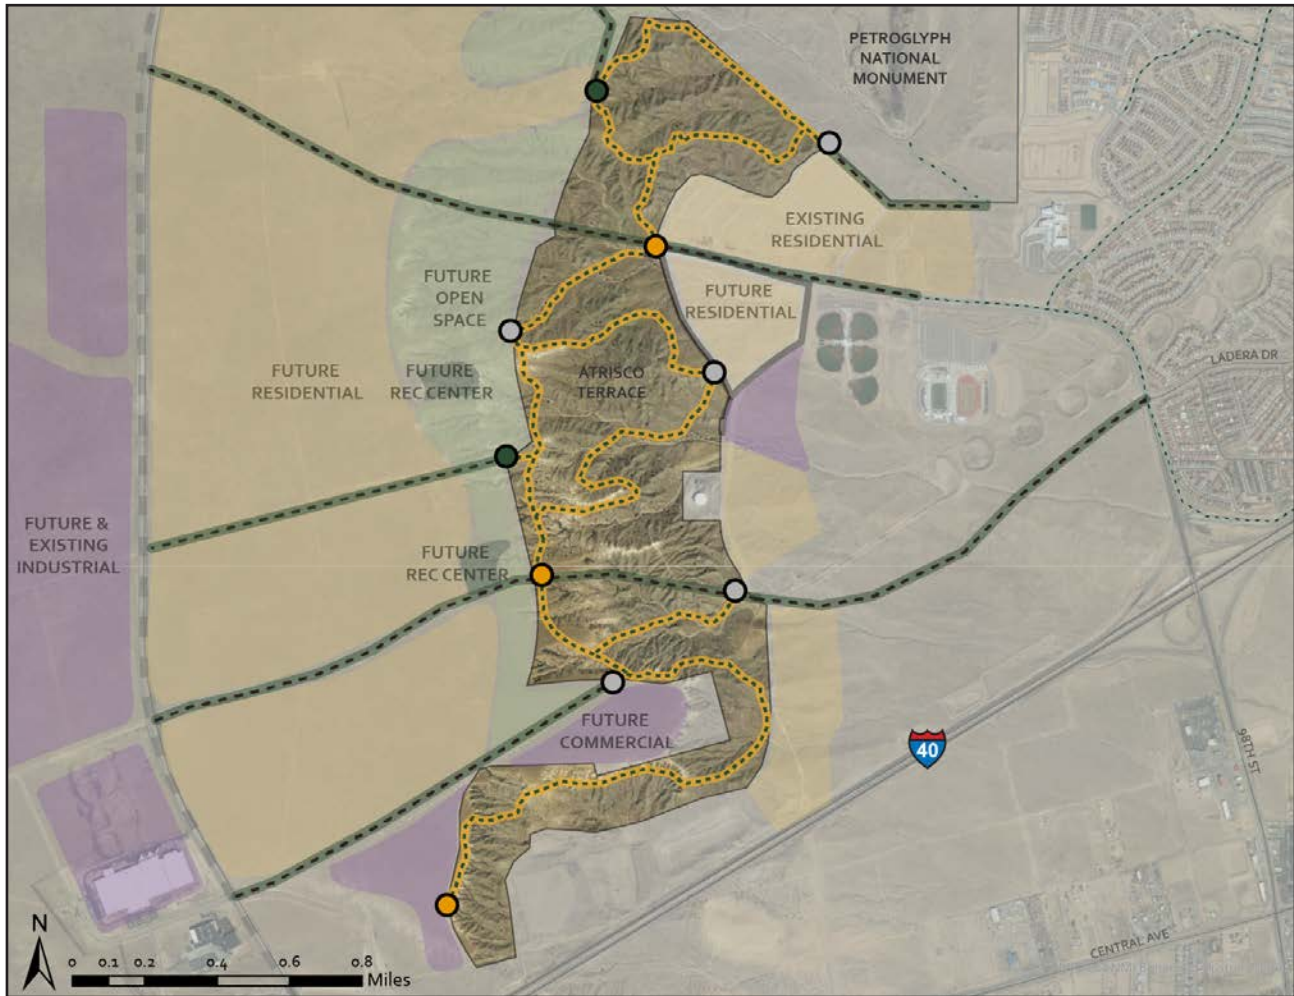 PETROGLYPH
NATIONAL
MONUMENT
EXISTING
RESIDENTIAL
FUTURE
OPEN
SPACE
FUTURE
RESIDENTIAL
LADERA DR
FUTURE
RESIDENTIAL
FUTURE
REC CENTER
ATRISCO
TERRACE
FUTURE &
EXISTING
INDUSTRIAL
FUTURE
REC CENTER
FUTURE
COMMERCIAL
40
98TH ST
CENTRAL AVE
N
0 0.1 0.2 0.4 0.6 0.8
Miles